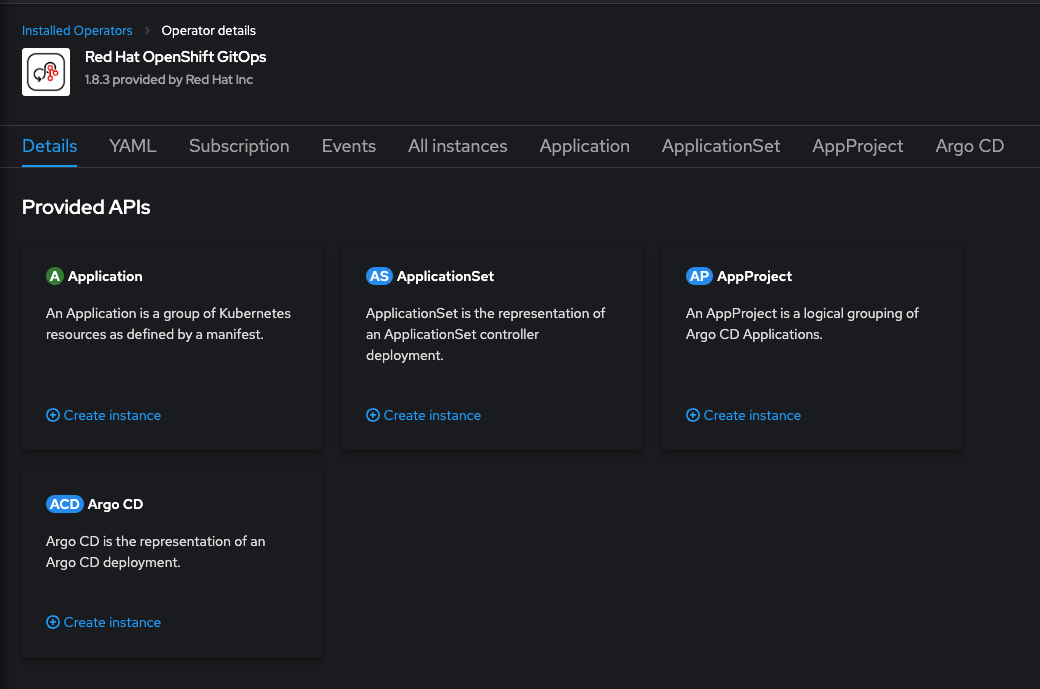 Installed Operators > Operator details
Red Hat OpenShift GitOps
1.8.3 provided by Red Hat Inc
Details YAML Subscription Events All instances Application ApplicationSet AppProject Argo CD
Provided APIs
A Application
An Application is a group of Kubernetes
resources as defined by a manifest.
Create instance
AS ApplicationSet
ApplicationSet is the representation of
an ApplicationSet controller
deployment.
Create instance
AP AppProject
An AppProject is a logical grouping of
Argo CD Applications.
Create instance
ACD Argo CD
Argo CD is the representation of an
Argo CD deployment.
Create instance